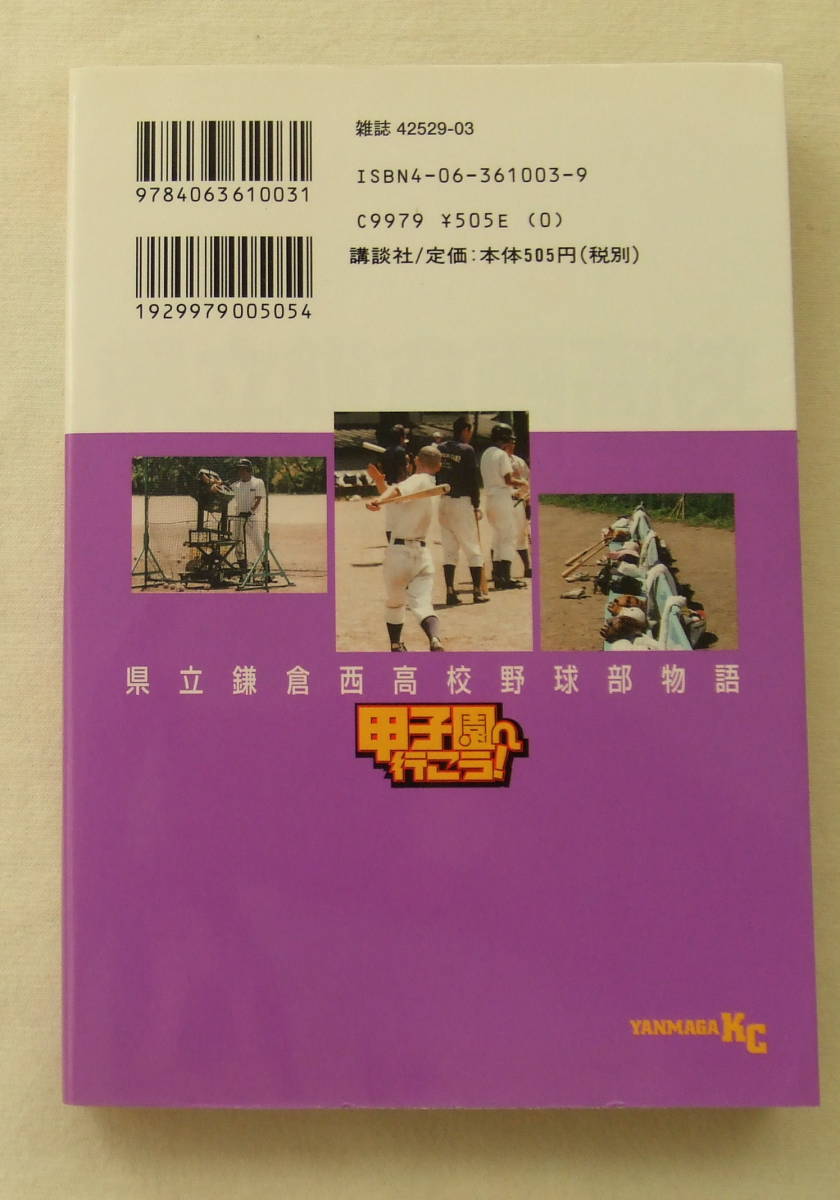 雑誌 42529-03
9784063610031
ISBN4-06-361003-9
C9979 ¥505E (0)
講談社/定価:本体505円(税別)
1929979005054
県立鎌倉西高校野球部物語
甲子園へ
行こう!
YANMAGA KC